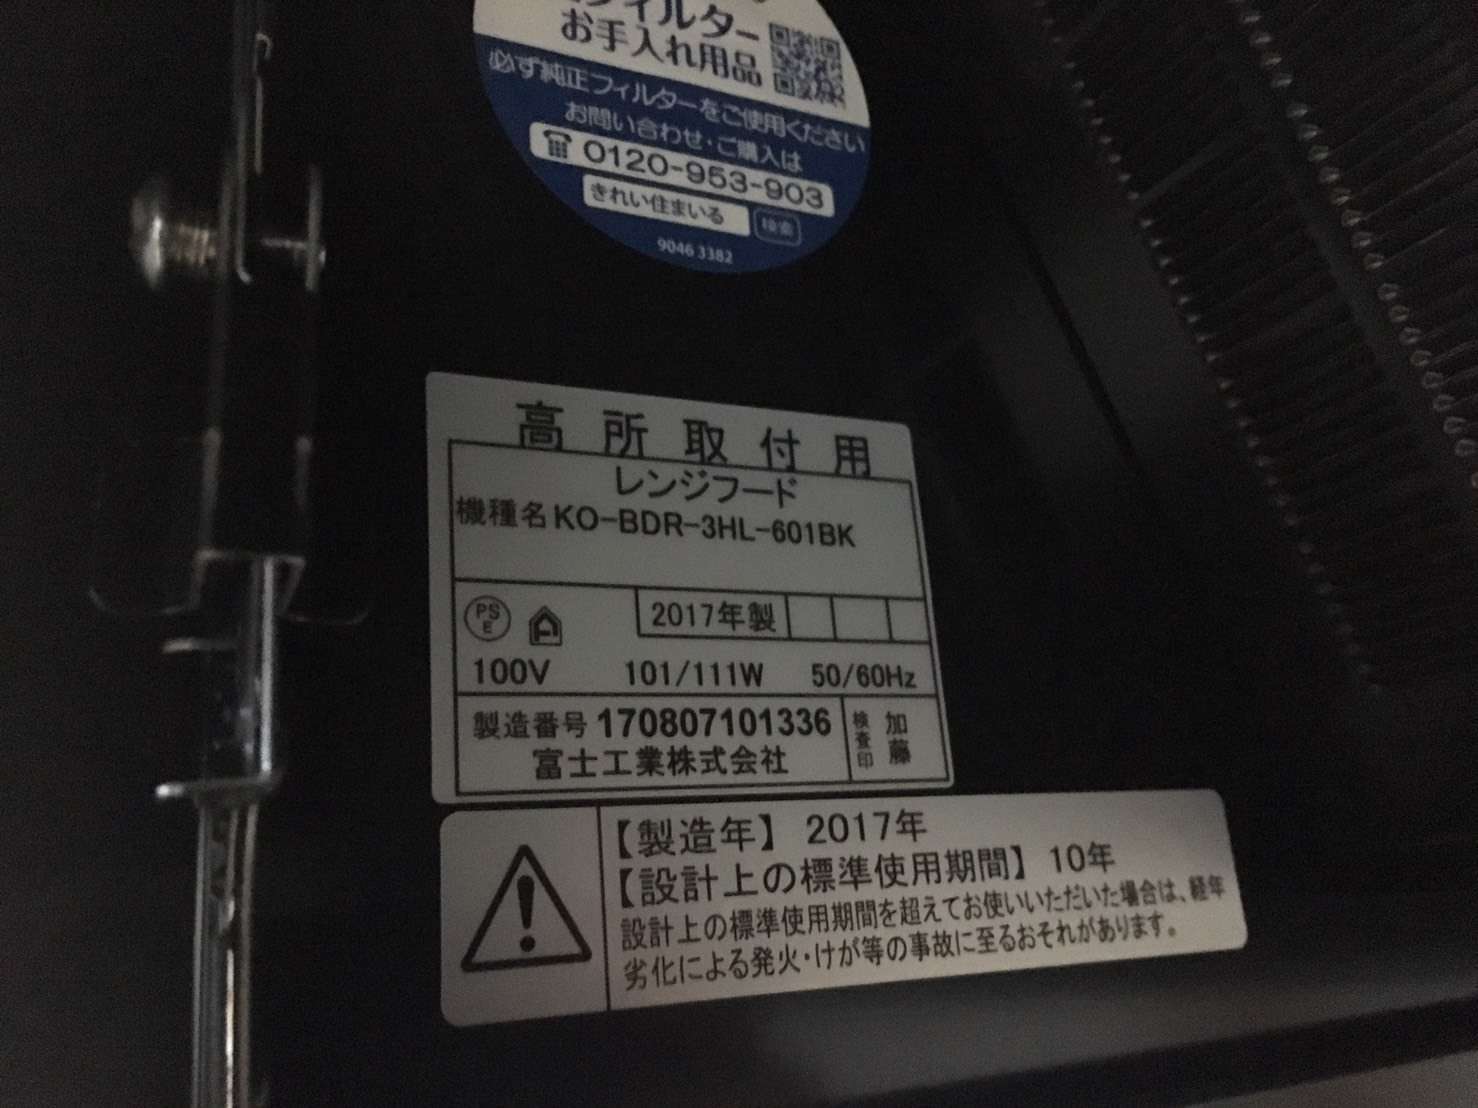 フィルター
お手入れ用品
必ず純正フィルターをご使用ください
お問い合わせ・ご購入は
0120-953-903
きれい住まいる 検索
9046 3382
高所取付用
レンジフード
機種名 KO-BDR-3HL-601BK
PS E
2017年製
100V 101/111W 50/60Hz
製造番号 170807101336
富士工業株式会社
検査印 加藤
【製造年】 2017年
【設計上の標準使用期間】 10年
設計上の標準使用期間を超えてお使いいただいた場合は、経年
劣化による発火・けが等の事故に至るおそれがあります。